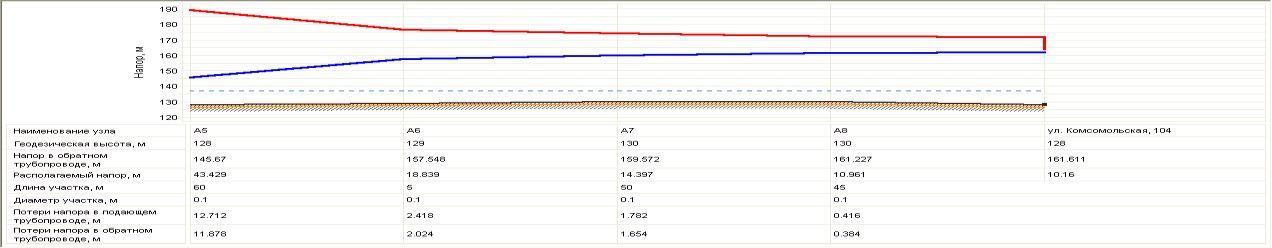 190
180
170
160
150
140
130
120
Напор, м
Наименование узла А5 А6 А7 А8 ул. Комсомольская, 104
Геодезическая высота, м 128 129 130 130 128
Напор в обратном
трубопроводе, м 145.67 157.548 159.572 161.227 161.611
Располагаемый напор, м 43.429 18.839 14.397 10.961 10.16
Длина участка, м 60 5 50 45
Диаметр участка, м 0.1 0.1 0.1 0.1
Потери напора в подающем
трубопроводе, м 12.712 2.418 1.782 0.416
Потери напора в обратном
трубопроводе, м 11.878 2.024 1.654 0.384